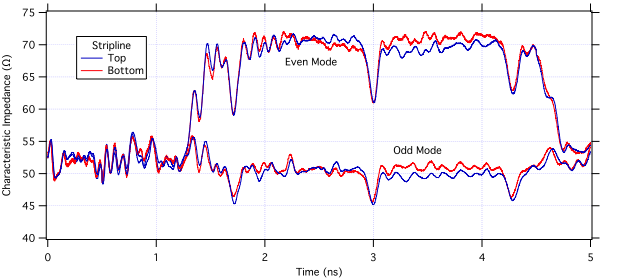 75
70
65
60
55
50
45
40
Characteristic Impedance (Ω)
Stripline
Top
Bottom
Even Mode
Odd Mode
0
1
2
3
4
5
Time (ns)